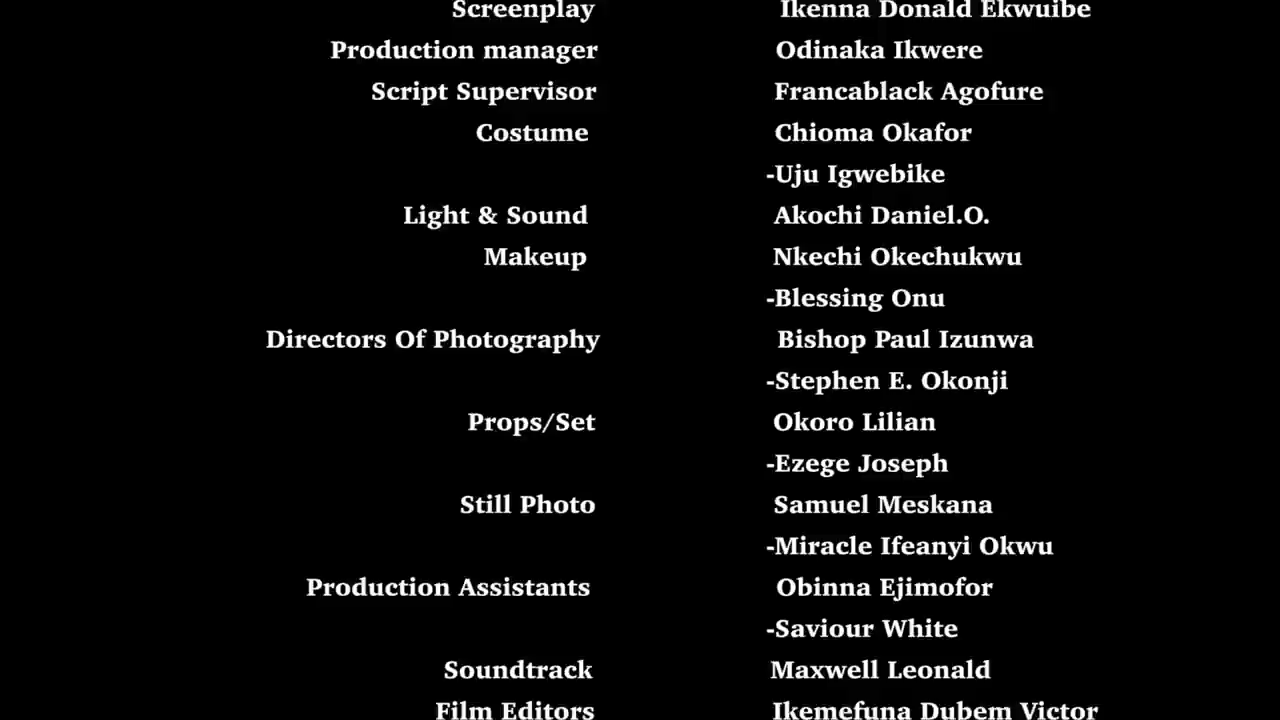 Screenplay Ikenna Donald Ekwuibe
Production manager Odinaka Ikwere
Script Supervisor Francablack Agofure
Costume Chioma Okafor
-Uju Igwebike
Light & Sound Akochi Daniel.O.
Makeup Nkechi Okechukwu
-Blessing Onu
Directors Of Photography Bishop Paul Izunwa
-Stephen E. Okonji
Props/Set Okoro Lilian
-Ezege Joseph
Still Photo Samuel Meskana
-Miracle Ifeanyi Okwu
Production Assistants Obinna Ejimofor
-Saviour White
Soundtrack Maxwell Leonald
Film Editors Ikemefuna Dubem Victor